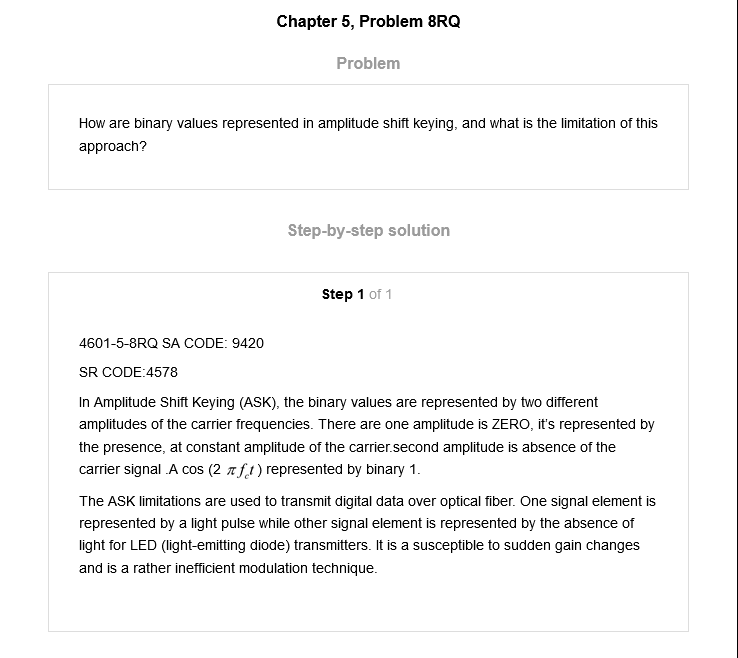 Chapter 5, Problem 8RQ
Problem
How are binary values represented in amplitude shift keying, and what is the limitation of this
approach?
Step-by-step solution
Step 1 of 1
4601-5-8RQ SA CODE: 9420
SR CODE:4578
In Amplitude Shift Keying (ASK), the binary values are represented by two different
amplitudes of the carrier frequencies. There are one amplitude is ZERO, it's represented by
the presence, at constant amplitude of the carrier.second amplitude is absence of the
carrier signal .A cos (2 π f_c t) represented by binary 1.
The ASK limitations are used to transmit digital data over optical fiber. One signal element is
represented by a light pulse while other signal element is represented by the absence of
light for LED (light-emitting diode) transmitters. It is a susceptible to sudden gain changes
and is a rather inefficient modulation technique.